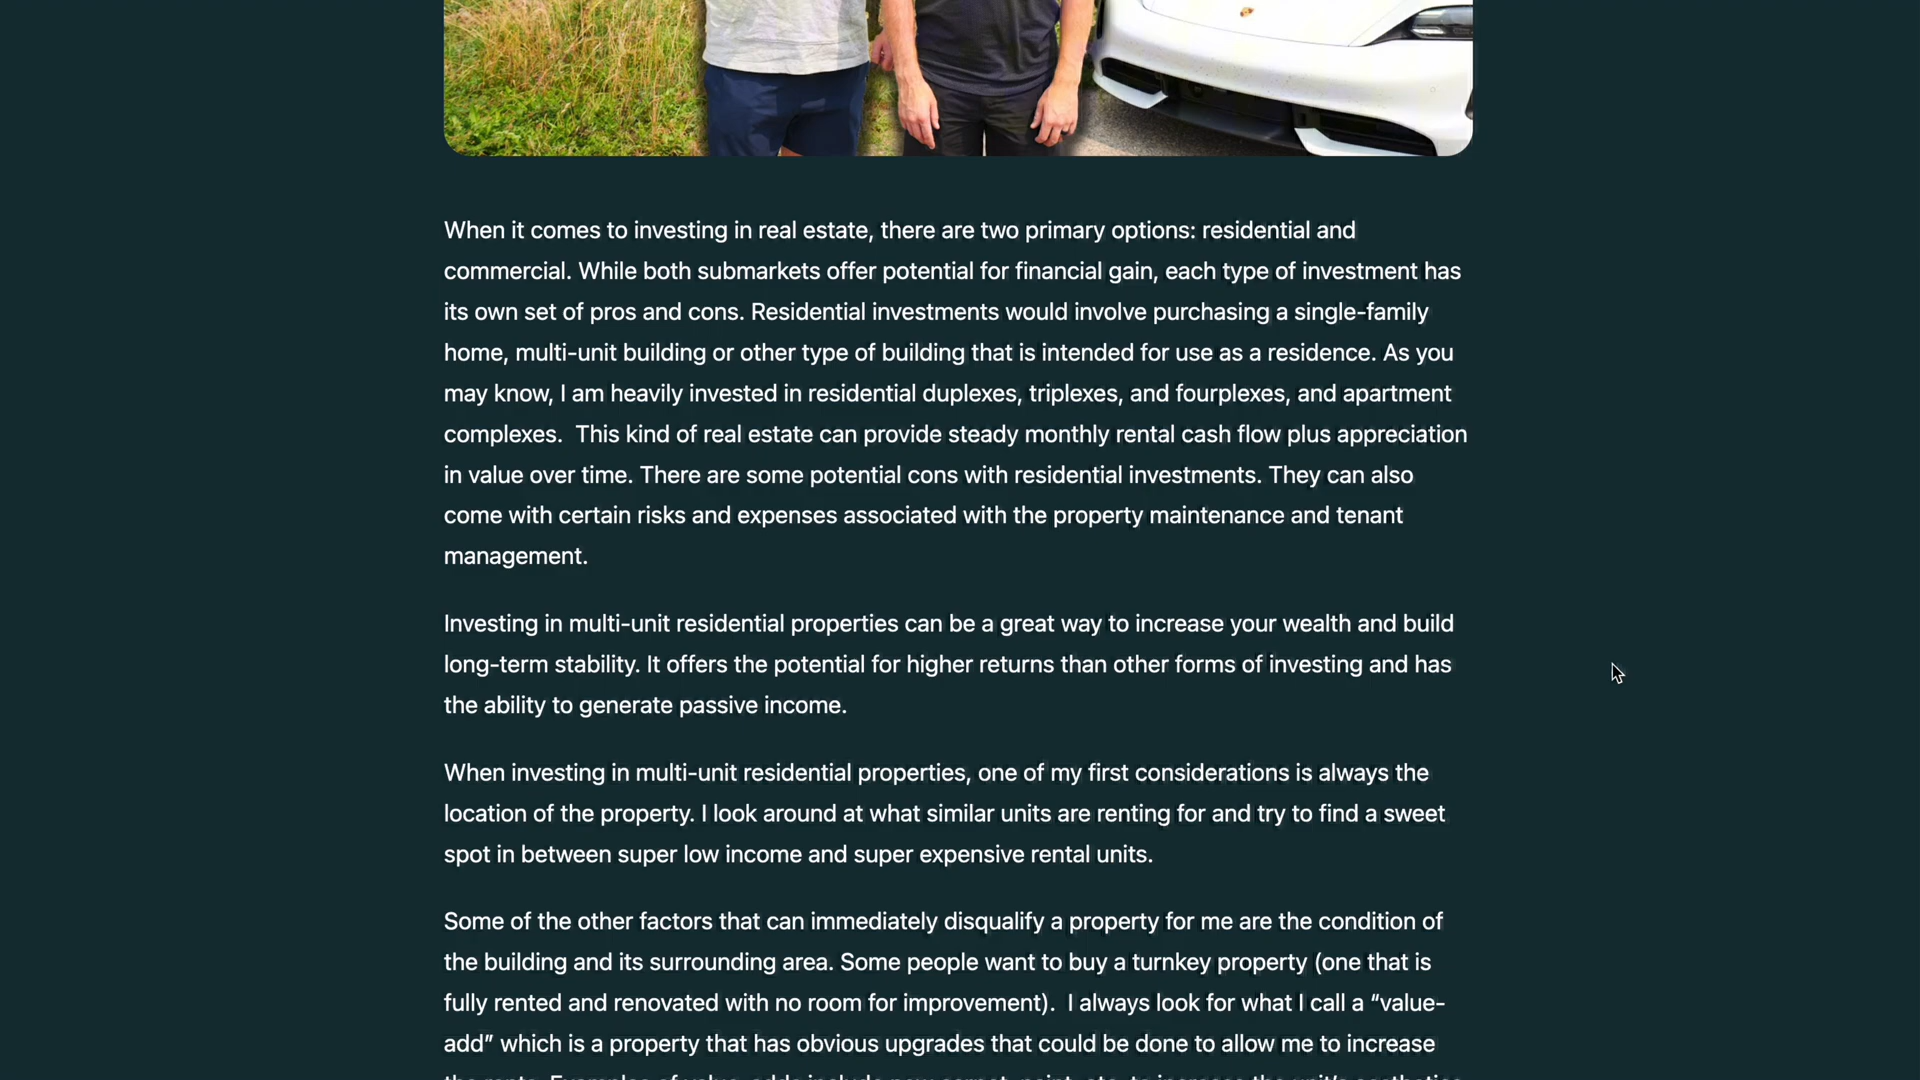 When it comes to investing in real estate, there are two primary options: residential and
commercial. While both submarkets offer potential for financial gain, each type of investment has
its own set of pros and cons. Residential investments would involve purchasing a single-family
home, multi-unit building or other type of building that is intended for use as a residence. As you
may know, I am heavily invested in residential duplexes, triplexes, and fourplexes, and apartment
complexes.  This kind of real estate can provide steady monthly rental cash flow plus appreciation
in value over time. There are some potential cons with residential investments. They can also
come with certain risks and expenses associated with the property maintenance and tenant
management.
Investing in multi-unit residential properties can be a great way to increase your wealth and build
long-term stability. It offers the potential for higher returns than other forms of investing and has
the ability to generate passive income.
When investing in multi-unit residential properties, one of my first considerations is always the
location of the property. I look around at what similar units are renting for and try to find a sweet
spot in between super low income and super expensive rental units.
Some of the other factors that can immediately disqualify a property for me are the condition of
the building and its surrounding area. Some people want to buy a turnkey property (one that is
fully rented and renovated with no room for improvement).  I always look for what I call a “value-
add” which is a property that has obvious upgrades that could be done to allow me to increase